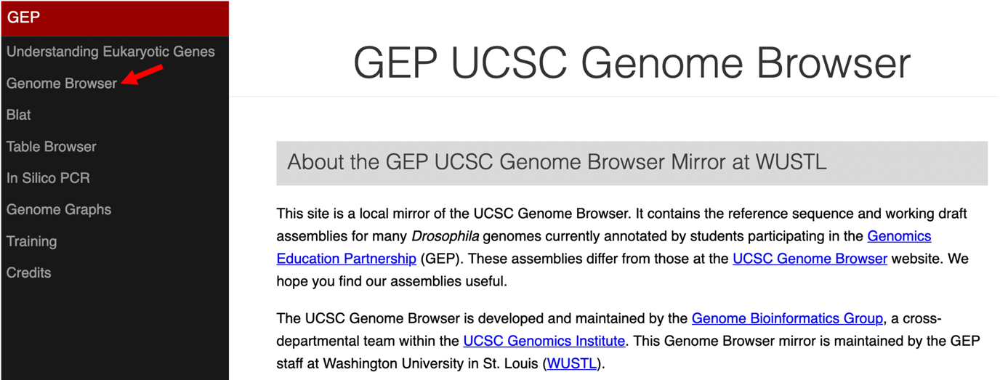 GEP
Understanding Eukaryotic Genes
Genome Browser
Blat
Table Browser
In Silico PCR
Genome Graphs
Training
Credits
GEP UCSC Genome Browser
About the GEP UCSC Genome Browser Mirror at WUSTL
This site is a local mirror of the UCSC Genome Browser. It contains the reference sequence and working draft
assemblies for many Drosophila genomes currently annotated by students participating in the Genomics
Education Partnership (GEP). These assemblies differ from those at the UCSC Genome Browser website. We
hope you find our assemblies useful.
The UCSC Genome Browser is developed and maintained by the Genome Bioinformatics Group, a cross-
departmental team within the UCSC Genomics Institute. This Genome Browser mirror is maintained by the GEP
staff at Washington University in St. Louis (WUSTL).